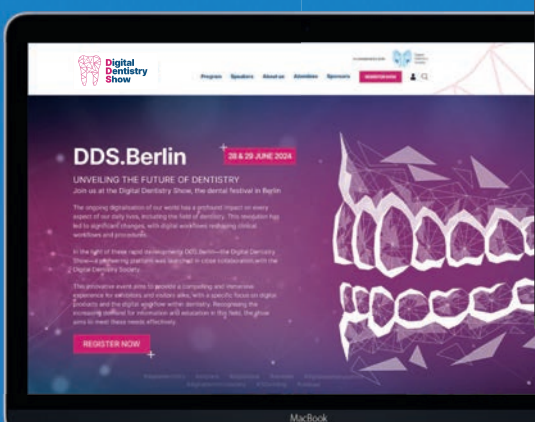 Digital
Dentistry
Show
Program Speakers About us Attendees Sponsors REGISTER NOW
DDS.Berlin
28 & 29 JUNE 2024
UNVEILING THE FUTURE OF DENTISTRY
Join us at the Digital Dentistry Show, the dental festival in Berlin
The ongoing digitalisation of our world has a profound impact on every
aspect of our daily lives, including the field of dentistry. This revolution has
led to significant changes, with digital workflows reshaping clinical
workflows and procedures.
In the light of these rapid developments DDS.Berlin—the Digital Dentistry
Show—a pioneering platform was launched in close collaboration with the
Digital Dentistry Society.
This innovative event aims to provide a compelling and immersive
experience for exhibitors and visitors alike, with a specific focus on digital
products and the digital workflow within dentistry. Recognising the
increasing demand for information and education in this field, the show
aims to meet these needs effectively.
REGISTER NOW
MacBook